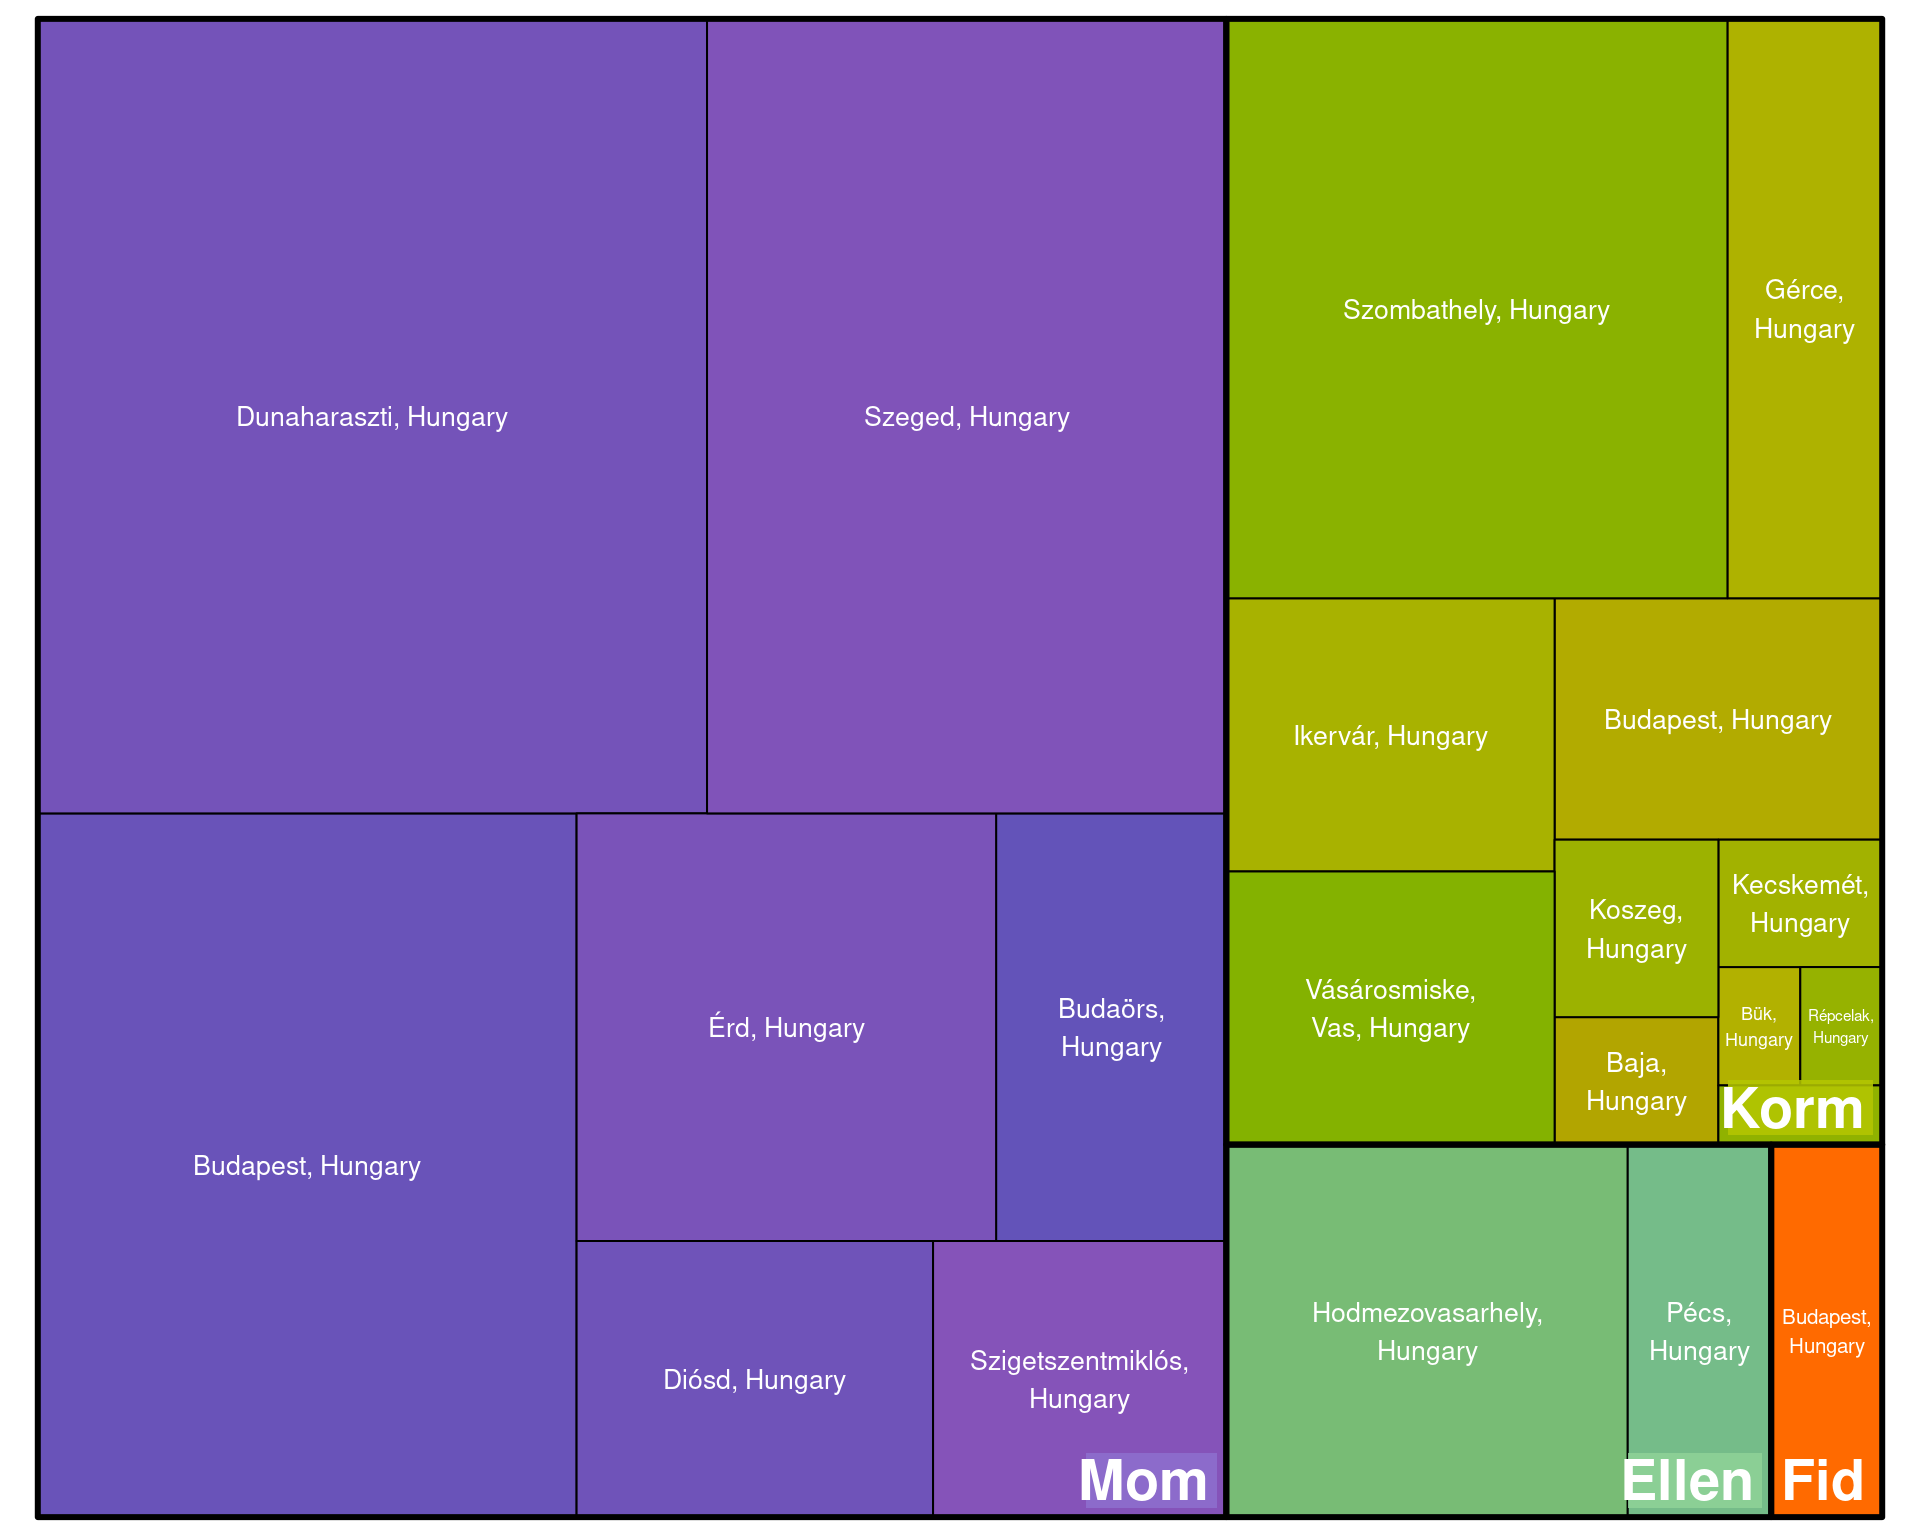 Dunaharaszti, Hungary
Szeged, Hungary
Budapest, Hungary
Érd, Hungary
Budaörs,
Hungary
Diósd, Hungary
Szigetszentmiklós,
Hungary
Mom
Szombathely, Hungary
Gérce,
Hungary
Ikervár, Hungary
Budapest, Hungary
Vásárosmiske,
Vas, Hungary
Koszeg,
Hungary
Kecskemét,
Hungary
Bük,
Hungary
Répcelak,
Hungary
Baja,
Hungary
Korm
Hodmezovasarhely,
Hungary
Pécs,
Hungary
Ellen
Budapest,
Hungary
Fid